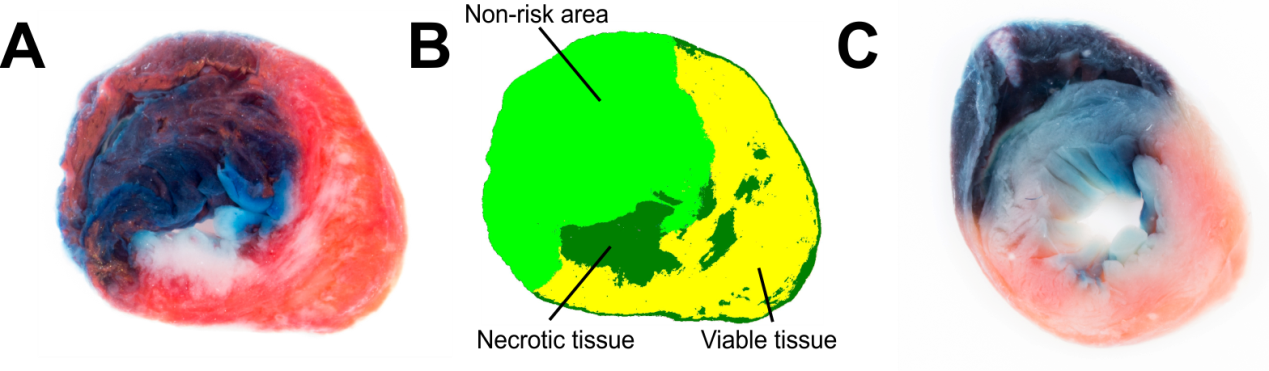 A
B
C
Non-risk area
Necrotic tissue
Viable tissue